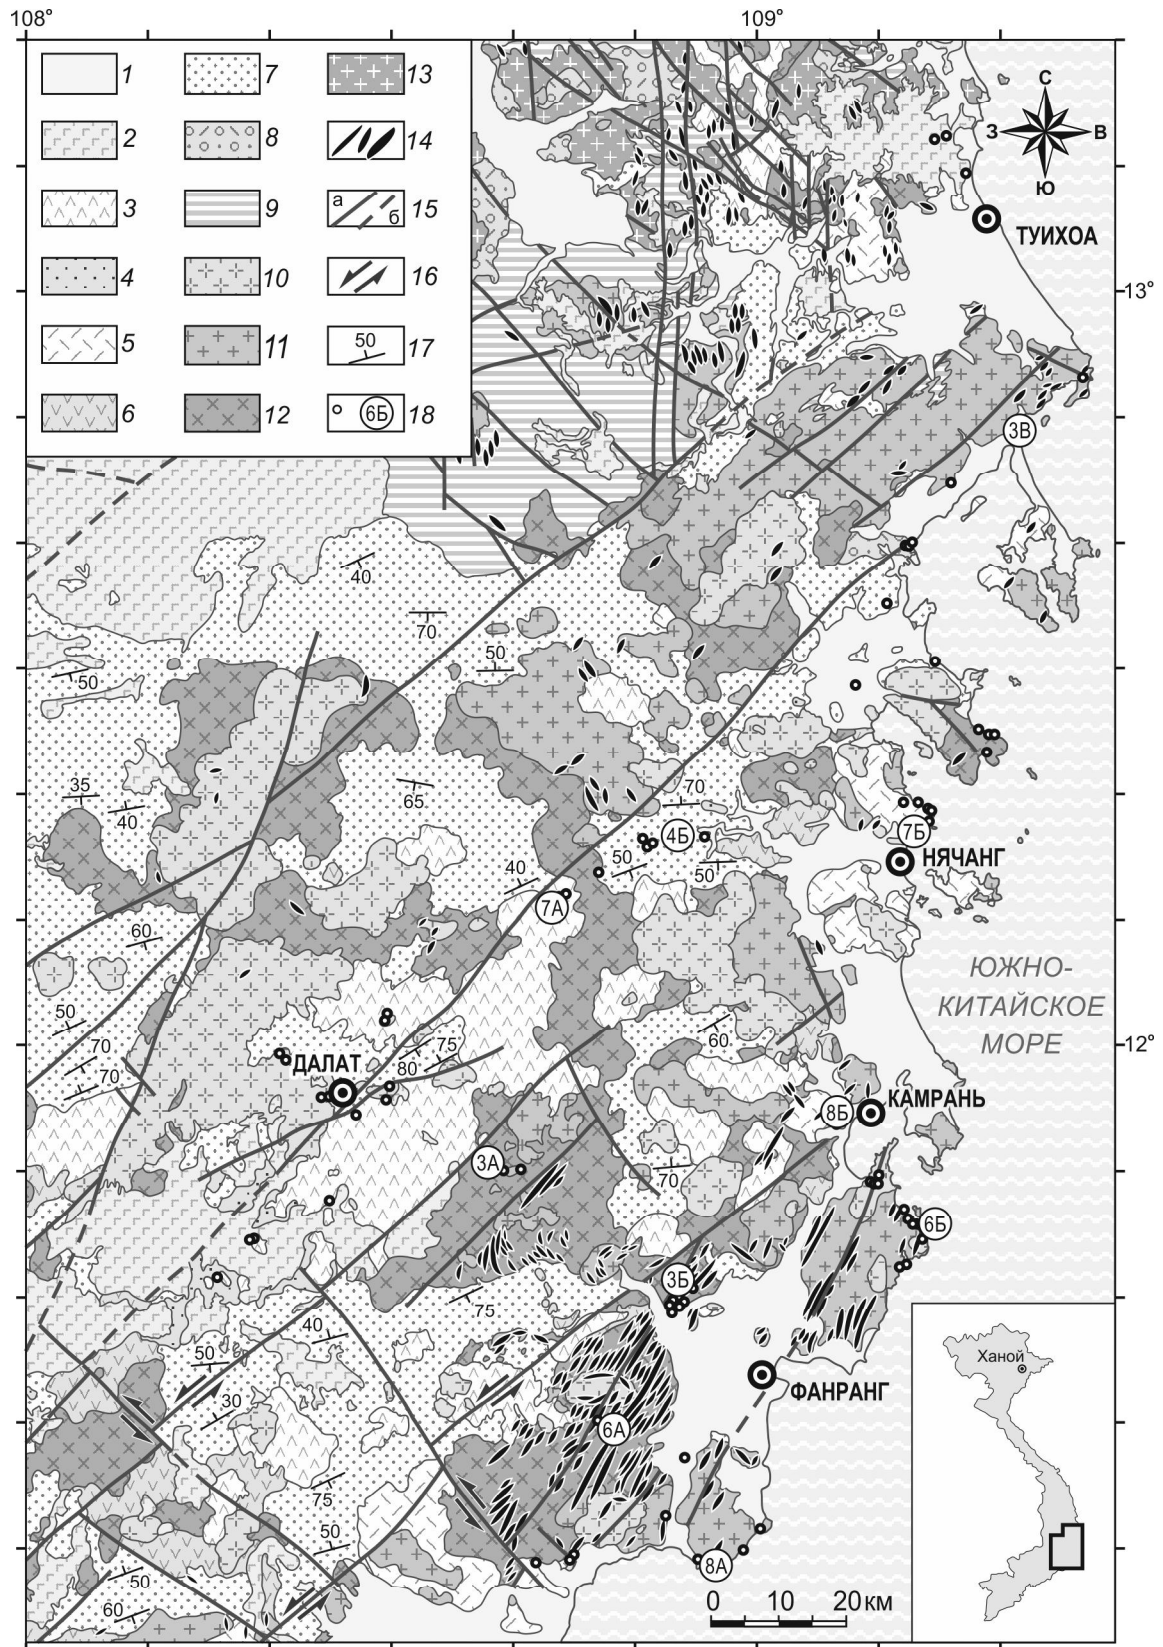 108°
109°
1
7
13
2
8
14
3
9
а
б
15
4
10
16
5
11
50
17
6
12
6Б
18
С
З
В
Ю
ТУИХОА
13°
3В
40
70
50
50
35
40
65
70
4Б
50
50
7Б
НЯЧАНГ
40
7А
60
ЮЖНО-
КИТАЙСКОЕ
МОРЕ
50
70
70
75
80
60
12°
ДАЛАТ
8Б
КАМРАНЬ
3А
70
6Б
3Б
75
40
50
30
ФАНРАНГ
6А
75
50
50
60
8А
0 10 20 км
Ханой